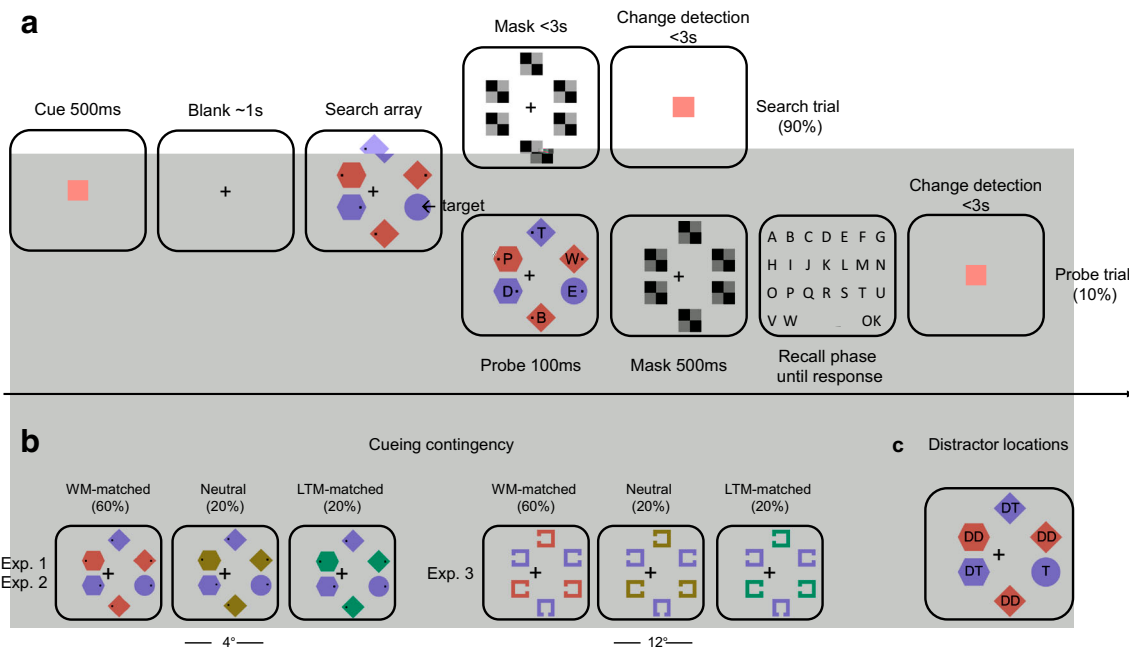 a
Mask <3s
Change detection
<3s
Cue 500ms
Blank ~1s
Search array
Search trial
(90%)
target
Change detection
<3s
T
P
W
D
E
B
A B C D E F G
H I J K L M N
O P Q R S T U
V W _ OK
Probe trial
(10%)
Probe 100ms
Mask 500ms
Recall phase
until response
b
Cueing contingency
c
Distractor locations
WM-matched
(60%)
Neutral
(20%)
LTM-matched
(20%)
WM-matched
(60%)
Neutral
(20%)
LTM-matched
(20%)
Exp. 1
Exp. 2
Exp. 3
DT
DD
DD
DT
T
DD
4°
12°